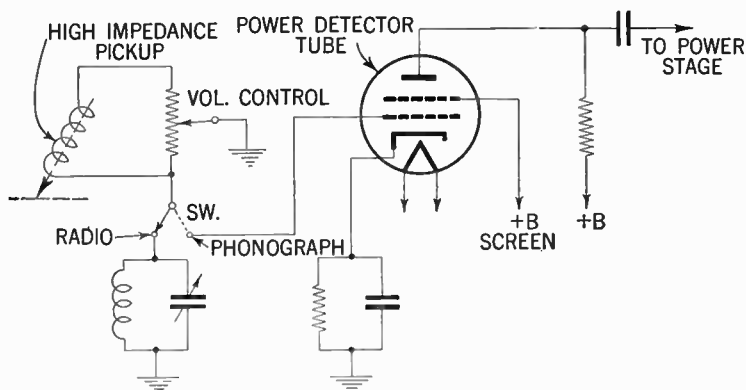 HIGH IMPEDANCE
PICKUP
POWER DETECTOR
TUBE
TO POWER
STAGE
VOL. CONTROL
SW.
RADIO
PHONOGRAPH
+B
SCREEN
+B